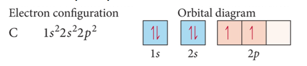 Electron configuration Orbital diagram
C 1s²2s²2p² ↿⇂ ↿⇂ ↿ ↿
1s 2s 2p